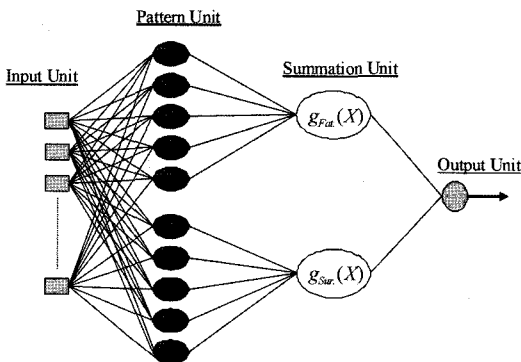 Pattern Unit
Input Unit
Summation Unit
g_Fat.(X)
Output Unit
g_Sur.(X)